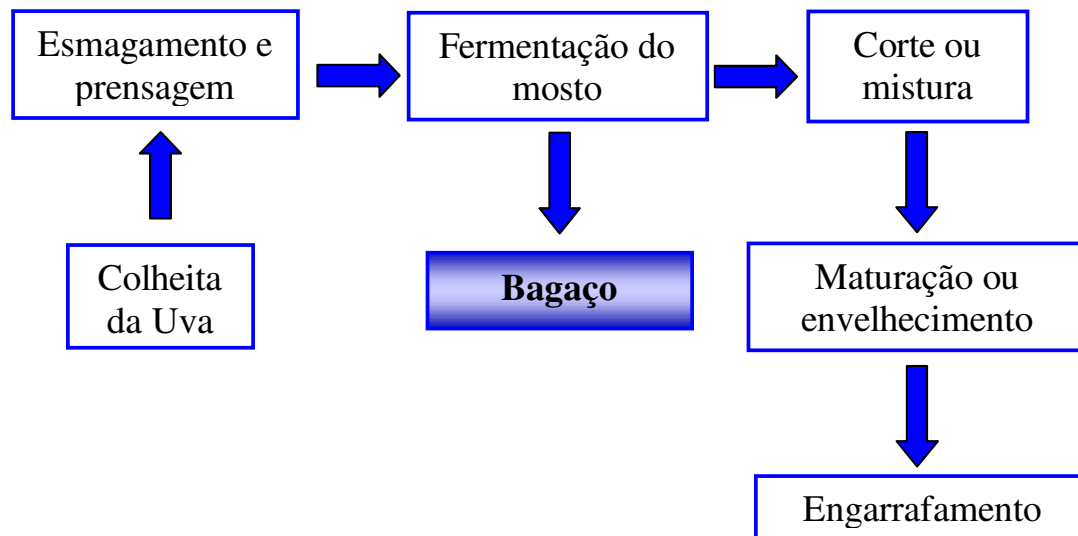 Colheita
da Uva
Esmagamento e
prensagem
Fermentação do
mosto
Bagaço
Corte ou
mistura
Maturação ou
envelhecimento
Engarrafamento